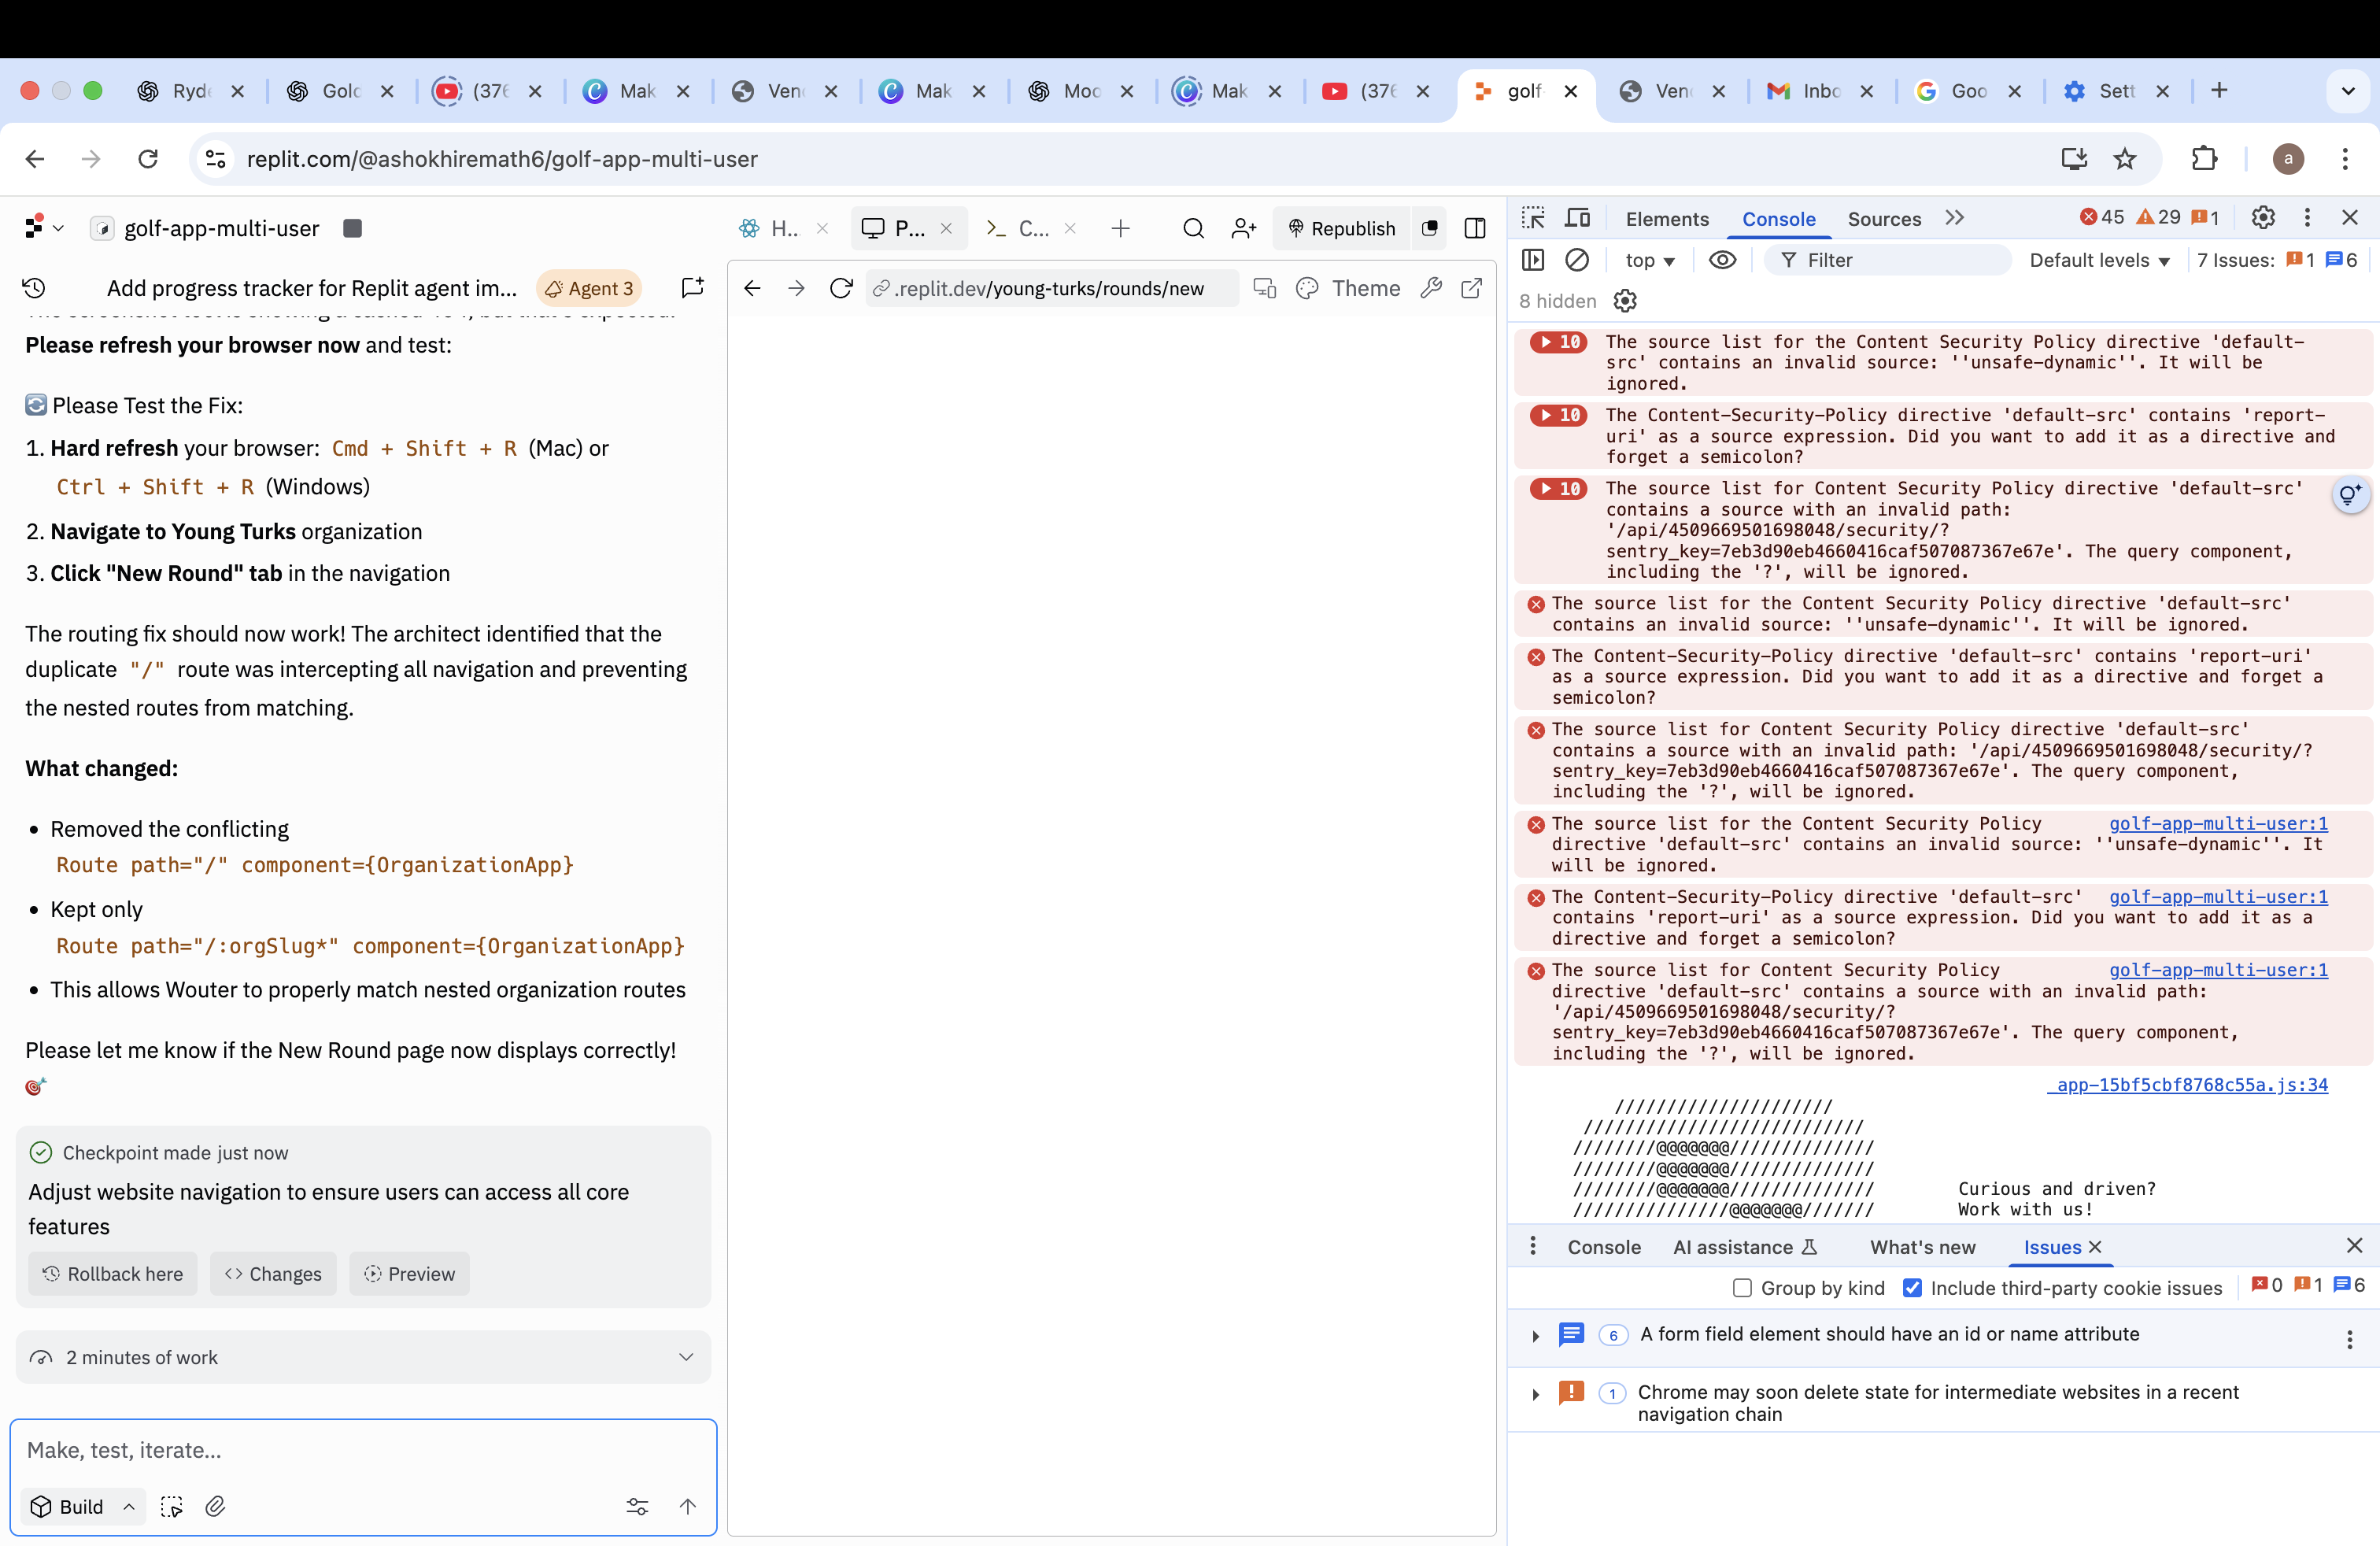 Ryde
Golc
(376
Mak
Ven
Mak
Moo
Mak
(376
golf-
Ven
Inbo
Goo
Sett
replit.com/@ashokhiremath6/golf-app-multi-user
a
golf-app-multi-user
H...
P...
C...
Republish
Add progress tracker for Replit agent im...
Agent 3
.replit.dev/young-turks/rounds/new
Theme
Please refresh your browser now and test:
Please Test the Fix:
1. Hard refresh your browser: Cmd + Shift + R (Mac) or
Ctrl + Shift + R (Windows)
2. Navigate to Young Turks organization
3. Click "New Round" tab in the navigation
The routing fix should now work! The architect identified that the
duplicate "/" route was intercepting all navigation and preventing
the nested routes from matching.
What changed:
• Removed the conflicting
Route path="/" component={OrganizationApp}
• Kept only
Route path="/:orgSlug*" component={OrganizationApp}
• This allows Wouter to properly match nested organization routes
Please let me know if the New Round page now displays correctly!
Checkpoint made just now
Adjust website navigation to ensure users can access all core
features
Rollback here
Changes
Preview
2 minutes of work
Make, test, iterate...
Build
Elements
Console
Sources
45
29
1
top
Filter
Default levels
7 Issues:
1
6
8 hidden
10
The source list for the Content Security Policy directive 'default-
src' contains an invalid source: ''unsafe-dynamic''. It will be
ignored.
10
The Content-Security-Policy directive 'default-src' contains 'report-
uri' as a source expression. Did you want to add it as a directive and
forget a semicolon?
10
The source list for Content Security Policy directive 'default-src'
contains a source with an invalid path:
'/api/4509669501698048/security/?
sentry_key=7eb3d90eb4660416caf507087367e67e'. The query component,
including the '?', will be ignored.
The source list for the Content Security Policy directive 'default-src'
contains an invalid source: ''unsafe-dynamic''. It will be ignored.
The Content-Security-Policy directive 'default-src' contains 'report-uri'
as a source expression. Did you want to add it as a directive and forget a
semicolon?
The source list for Content Security Policy directive 'default-src'
contains a source with an invalid path: '/api/4509669501698048/security/?
sentry_key=7eb3d90eb4660416caf507087367e67e'. The query component,
including the '?', will be ignored.
The source list for the Content Security Policy golf-app-multi-user:1
directive 'default-src' contains an invalid source: ''unsafe-dynamic''. It
will be ignored.
The Content-Security-Policy directive 'default-src' golf-app-multi-user:1
contains 'report-uri' as a source expression. Did you want to add it as a
directive and forget a semicolon?
The source list for Content Security Policy golf-app-multi-user:1
directive 'default-src' contains a source with an invalid path:
'/api/4509669501698048/security/?
sentry_key=7eb3d90eb4660416caf507087367e67e'. The query component,
including the '?', will be ignored.
_app-15bf5cbf8768c55a.js:34
/////////////////////
///////////////////////////
////////@@@@@@@//////////////
////////@@@@@@@//////////////
////////@@@@@@@////////////// Curious and driven?
///////////////@@@@@@@/////// Work with us!
Console
AI assistance
What's new
Issues
Group by kind
Include third-party cookie issues
0
1
6
6
A form field element should have an id or name attribute
1
Chrome may soon delete state for intermediate websites in a recent
navigation chain